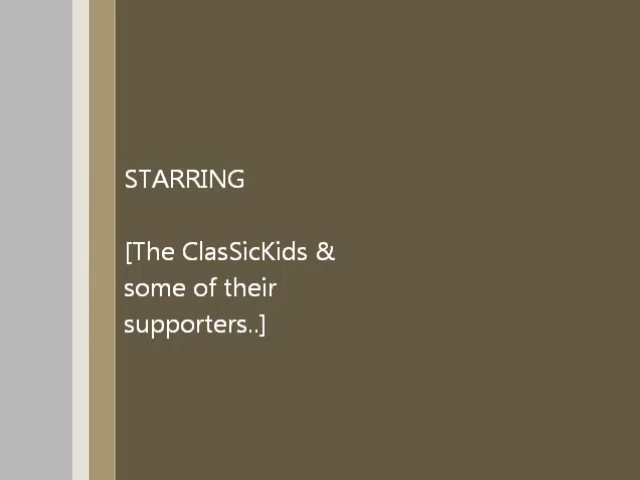 STARRING
[The ClasSicKids &
some of their
supporters..]